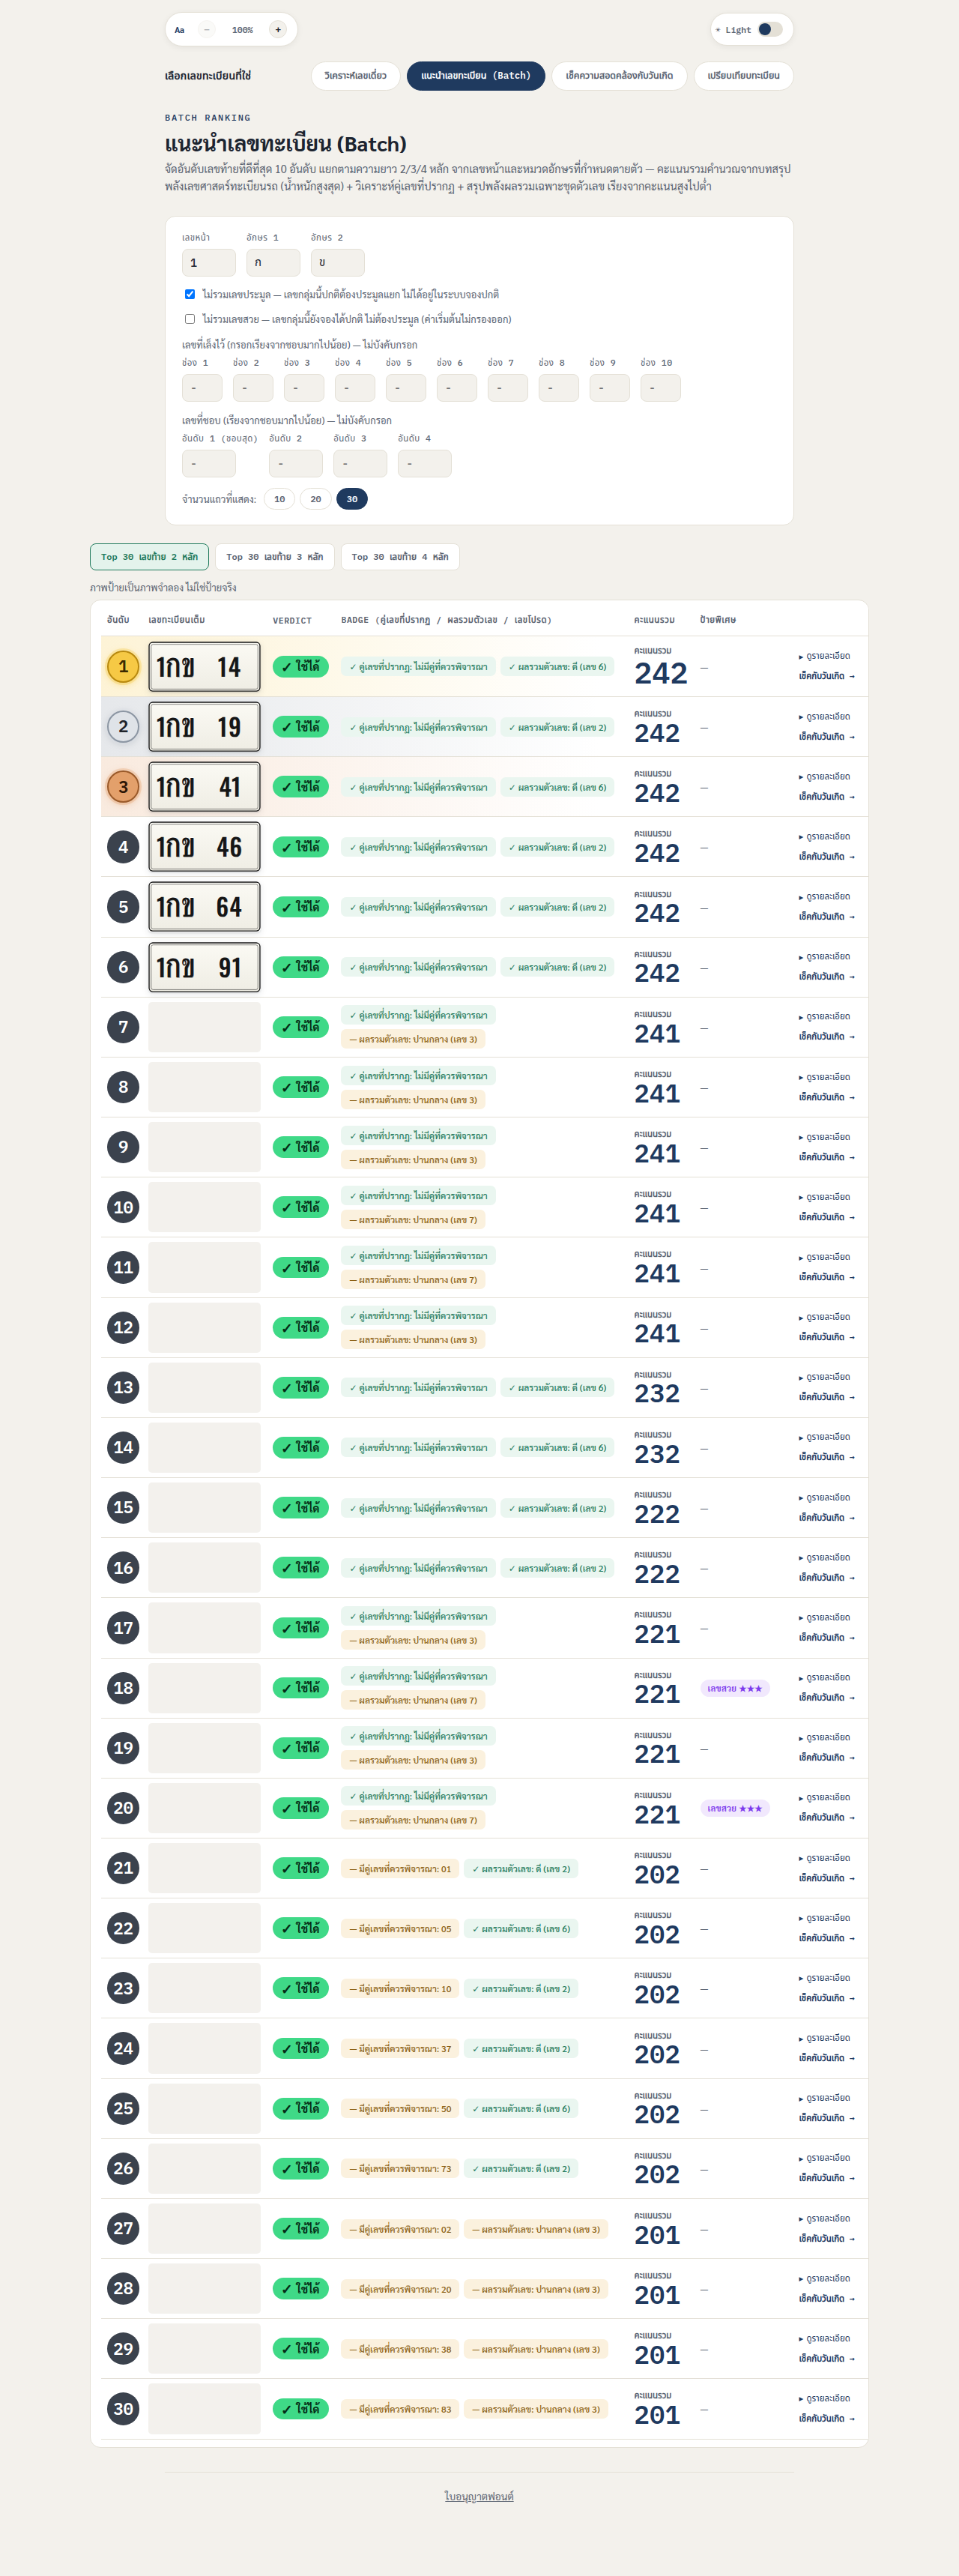 Aa − 100% + ☀ Light
เลือกเลขทะเบียนที่ใช่ วิเคราะห์เลขเดี่ยว แนะนำเลขทะเบียน (Batch) เช็คความสอดคล้องกับวันเกิด เปรียบเทียบทะเบียน
BATCH RANKING
แนะนำเลขทะเบียน (Batch)
จัดอันดับเลขท้ายที่ดีที่สุด 10 อันดับ แยกตามความยาว 2/3/4 หลัก จากเลขหน้าและหมวดอักษรที่กำหนดตายตัว — คะแนนรวมคำนวณจากบทสรุป
พลังเลขศาสตร์ทะเบียนรถ (น้ำหนักสูงสุด) + วิเคราะห์คู่เลขที่ปรากฏ + สรุปพลังผลรวมเฉพาะชุดตัวเลข เรียงจากคะแนนสูงไปต่ำ
เลขหน้า อักษร 1 อักษร 2
1 ก ข
ไม่รวมเลขประมูล — เลขกลุ่มนี้ปกติต้องประมูลแยก ไม่ได้อยู่ในระบบจองปกติ
ไม่รวมเลขสวย — เลขกลุ่มนี้ยังจองได้ปกติ ไม่ต้องประมูล (ค่าเริ่มต้นไม่กรองออก)
เลขที่เล็งไว้ (กรอกเรียงจากชอบมากไปน้อย) — ไม่บังคับกรอก
ช่อง 1 ช่อง 2 ช่อง 3 ช่อง 4 ช่อง 5 ช่อง 6 ช่อง 7 ช่อง 8 ช่อง 9 ช่อง 10
- - - - - - - - - -
เลขที่ชอบ (เรียงจากชอบมากไปน้อย) — ไม่บังคับกรอก
อันดับ 1 (ชอบสุด) อันดับ 2 อันดับ 3 อันดับ 4
- - - -
จำนวนแถวที่แสดง: 10 20 30
Top 30 เลขท้าย 2 หลัก Top 30 เลขท้าย 3 หลัก Top 30 เลขท้าย 4 หลัก
ภาพป้ายเป็นภาพจำลอง ไม่ใช่ป้ายจริง
อันดับ เลขทะเบียนเต็ม VERDICT BADGE (คู่เลขที่ปรากฏ / ผลรวมตัวเลข / เลขโปรด) คะแนนรวม ป้ายพิเศษ
1 1กข 14 ✓ ใช้ได้ ✓ คู่เลขที่ปรากฏ: ไม่มีคู่ที่ควรพิจารณา ✓ ผลรวมตัวเลข: ดี (เลข 6) คะแนนรวม 242 — ▸ ดูรายละเอียด เช็คกับวันเกิด →
2 1กข 19 ✓ ใช้ได้ ✓ คู่เลขที่ปรากฏ: ไม่มีคู่ที่ควรพิจารณา ✓ ผลรวมตัวเลข: ดี (เลข 2) คะแนนรวม 242 — ▸ ดูรายละเอียด เช็คกับวันเกิด →
3 1กข 41 ✓ ใช้ได้ ✓ คู่เลขที่ปรากฏ: ไม่มีคู่ที่ควรพิจารณา ✓ ผลรวมตัวเลข: ดี (เลข 6) คะแนนรวม 242 — ▸ ดูรายละเอียด เช็คกับวันเกิด →
4 1กข 46 ✓ ใช้ได้ ✓ คู่เลขที่ปรากฏ: ไม่มีคู่ที่ควรพิจารณา ✓ ผลรวมตัวเลข: ดี (เลข 2) คะแนนรวม 242 — ▸ ดูรายละเอียด เช็คกับวันเกิด →
5 1กข 64 ✓ ใช้ได้ ✓ คู่เลขที่ปรากฏ: ไม่มีคู่ที่ควรพิจารณา ✓ ผลรวมตัวเลข: ดี (เลข 2) คะแนนรวม 242 — ▸ ดูรายละเอียด เช็คกับวันเกิด →
6 1กข 91 ✓ ใช้ได้ ✓ คู่เลขที่ปรากฏ: ไม่มีคู่ที่ควรพิจารณา ✓ ผลรวมตัวเลข: ดี (เลข 2) คะแนนรวม 242 — ▸ ดูรายละเอียด เช็คกับวันเกิด →
7 ✓ ใช้ได้ ✓ คู่เลขที่ปรากฏ: ไม่มีคู่ที่ควรพิจารณา — ผลรวมตัวเลข: ปานกลาง (เลข 3) คะแนนรวม 241 — ▸ ดูรายละเอียด เช็คกับวันเกิด →
8 ✓ ใช้ได้ ✓ คู่เลขที่ปรากฏ: ไม่มีคู่ที่ควรพิจารณา — ผลรวมตัวเลข: ปานกลาง (เลข 3) คะแนนรวม 241 — ▸ ดูรายละเอียด เช็คกับวันเกิด →
9 ✓ ใช้ได้ ✓ คู่เลขที่ปรากฏ: ไม่มีคู่ที่ควรพิจารณา — ผลรวมตัวเลข: ปานกลาง (เลข 3) คะแนนรวม 241 — ▸ ดูรายละเอียด เช็คกับวันเกิด →
10 ✓ ใช้ได้ ✓ คู่เลขที่ปรากฏ: ไม่มีคู่ที่ควรพิจารณา — ผลรวมตัวเลข: ปานกลาง (เลข 7) คะแนนรวม 241 — ▸ ดูรายละเอียด เช็คกับวันเกิด →
11 ✓ ใช้ได้ ✓ คู่เลขที่ปรากฏ: ไม่มีคู่ที่ควรพิจารณา — ผลรวมตัวเลข: ปานกลาง (เลข 7) คะแนนรวม 241 — ▸ ดูรายละเอียด เช็คกับวันเกิด →
12 ✓ ใช้ได้ ✓ คู่เลขที่ปรากฏ: ไม่มีคู่ที่ควรพิจารณา — ผลรวมตัวเลข: ปานกลาง (เลข 3) คะแนนรวม 241 — ▸ ดูรายละเอียด เช็คกับวันเกิด →
13 ✓ ใช้ได้ ✓ คู่เลขที่ปรากฏ: ไม่มีคู่ที่ควรพิจารณา ✓ ผลรวมตัวเลข: ดี (เลข 6) คะแนนรวม 232 — ▸ ดูรายละเอียด เช็คกับวันเกิด →
14 ✓ ใช้ได้ ✓ คู่เลขที่ปรากฏ: ไม่มีคู่ที่ควรพิจารณา ✓ ผลรวมตัวเลข: ดี (เลข 6) คะแนนรวม 232 — ▸ ดูรายละเอียด เช็คกับวันเกิด →
15 ✓ ใช้ได้ ✓ คู่เลขที่ปรากฏ: ไม่มีคู่ที่ควรพิจารณา ✓ ผลรวมตัวเลข: ดี (เลข 2) คะแนนรวม 222 — ▸ ดูรายละเอียด เช็คกับวันเกิด →
16 ✓ ใช้ได้ ✓ คู่เลขที่ปรากฏ: ไม่มีคู่ที่ควรพิจารณา ✓ ผลรวมตัวเลข: ดี (เลข 2) คะแนนรวม 222 — ▸ ดูรายละเอียด เช็คกับวันเกิด →
17 ✓ ใช้ได้ ✓ คู่เลขที่ปรากฏ: ไม่มีคู่ที่ควรพิจารณา — ผลรวมตัวเลข: ปานกลาง (เลข 3) คะแนนรวม 221 — ▸ ดูรายละเอียด เช็คกับวันเกิด →
18 ✓ ใช้ได้ ✓ คู่เลขที่ปรากฏ: ไม่มีคู่ที่ควรพิจารณา — ผลรวมตัวเลข: ปานกลาง (เลข 7) คะแนนรวม 221 เลขสวย ★★★ ▸ ดูรายละเอียด เช็คกับวันเกิด →
19 ✓ ใช้ได้ ✓ คู่เลขที่ปรากฏ: ไม่มีคู่ที่ควรพิจารณา — ผลรวมตัวเลข: ปานกลาง (เลข 3) คะแนนรวม 221 — ▸ ดูรายละเอียด เช็คกับวันเกิด →
20 ✓ ใช้ได้ ✓ คู่เลขที่ปรากฏ: ไม่มีคู่ที่ควรพิจารณา — ผลรวมตัวเลข: ปานกลาง (เลข 7) คะแนนรวม 221 เลขสวย ★★★ ▸ ดูรายละเอียด เช็คกับวันเกิด →
21 ✓ ใช้ได้ — มีคู่เลขที่ควรพิจารณา: 01 ✓ ผลรวมตัวเลข: ดี (เลข 2) คะแนนรวม 202 — ▸ ดูรายละเอียด เช็คกับวันเกิด →
22 ✓ ใช้ได้ — มีคู่เลขที่ควรพิจารณา: 05 ✓ ผลรวมตัวเลข: ดี (เลข 6) คะแนนรวม 202 — ▸ ดูรายละเอียด เช็คกับวันเกิด →
23 ✓ ใช้ได้ — มีคู่เลขที่ควรพิจารณา: 10 ✓ ผลรวมตัวเลข: ดี (เลข 2) คะแนนรวม 202 — ▸ ดูรายละเอียด เช็คกับวันเกิด →
24 ✓ ใช้ได้ — มีคู่เลขที่ควรพิจารณา: 37 ✓ ผลรวมตัวเลข: ดี (เลข 2) คะแนนรวม 202 — ▸ ดูรายละเอียด เช็คกับวันเกิด →
25 ✓ ใช้ได้ — มีคู่เลขที่ควรพิจารณา: 50 ✓ ผลรวมตัวเลข: ดี (เลข 6) คะแนนรวม 202 — ▸ ดูรายละเอียด เช็คกับวันเกิด →
26 ✓ ใช้ได้ — มีคู่เลขที่ควรพิจารณา: 73 ✓ ผลรวมตัวเลข: ดี (เลข 2) คะแนนรวม 202 — ▸ ดูรายละเอียด เช็คกับวันเกิด →
27 ✓ ใช้ได้ — มีคู่เลขที่ควรพิจารณา: 02 — ผลรวมตัวเลข: ปานกลาง (เลข 3) คะแนนรวม 201 — ▸ ดูรายละเอียด เช็คกับวันเกิด →
28 ✓ ใช้ได้ — มีคู่เลขที่ควรพิจารณา: 20 — ผลรวมตัวเลข: ปานกลาง (เลข 3) คะแนนรวม 201 — ▸ ดูรายละเอียด เช็คกับวันเกิด →
29 ✓ ใช้ได้ — มีคู่เลขที่ควรพิจารณา: 38 — ผลรวมตัวเลข: ปานกลาง (เลข 3) คะแนนรวม 201 — ▸ ดูรายละเอียด เช็คกับวันเกิด →
30 ✓ ใช้ได้ — มีคู่เลขที่ควรพิจารณา: 83 — ผลรวมตัวเลข: ปานกลาง (เลข 3) คะแนนรวม 201 — ▸ ดูรายละเอียด เช็คกับวันเกิด →
ใบอนุญาตฟอนต์